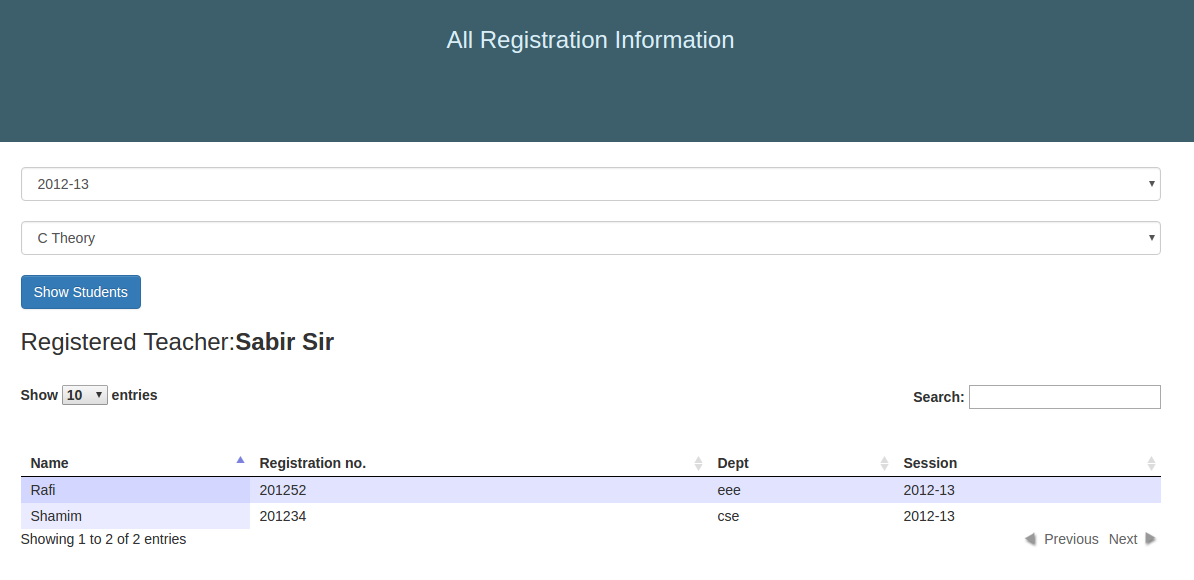 All Registration Information
2012-13
C Theory
Show Students
Registered Teacher:Sabir Sir
Show 10 entries Search:
Name Registration no. Dept Session
Rafi 201252 eee 2012-13
Shamim 201234 cse 2012-13
Showing 1 to 2 of 2 entries Previous Next